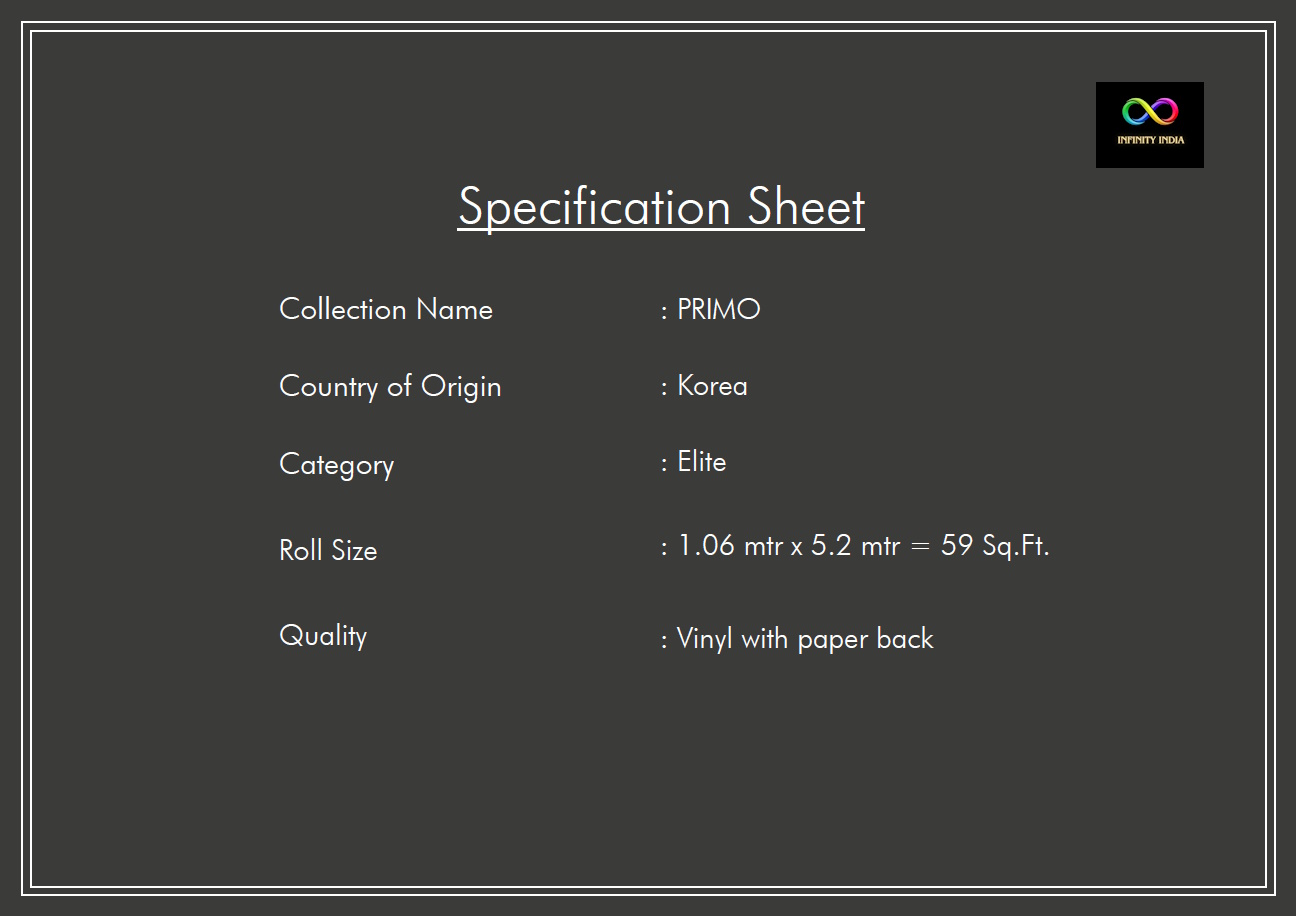 INFINITY INDIA
Specification Sheet
Collection Name : PRIMO
Country of Origin : Korea
Category : Elite
Roll Size : 1.06 mtr x 5.2 mtr = 59 Sq.Ft.
Quality : Vinyl with paper back